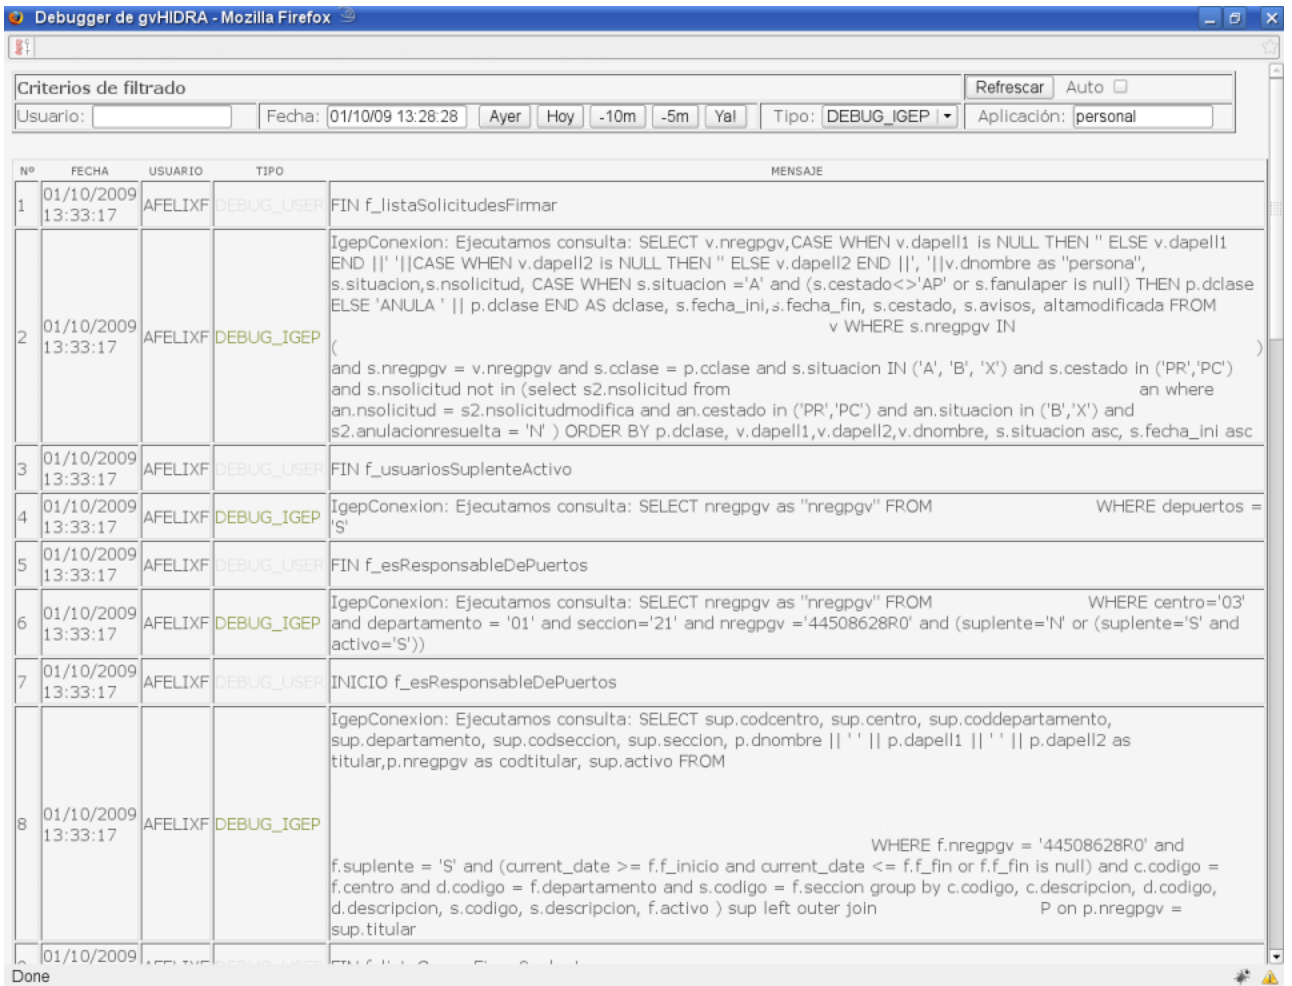 Debugger de gvHIDRA - Mozilla Firefox
Criterios de filtrado Refrescar Auto
Usuario: Fecha: 01/10/09 13:28:28 Ayer Hoy -10m -5m Ya! Tipo: DEBUG_IGEP Aplicación: personal
Nº FECHA USUARIO TIPO MENSAJE
1 01/10/2009 13:33:17 AFELIXF DEBUG_USER FIN f_listaSolicitudesFirmar
2 01/10/2009 13:33:17 AFELIXF DEBUG_IGEP IgepConexion: Ejecutamos consulta: SELECT v.nregpgv,CASE WHEN v.dapell1 is NULL THEN '' ELSE v.dapell1
END ||' '||CASE WHEN v.dapell2 is NULL THEN '' ELSE v.dapell2 END ||', '||v.dnombre as "persona",
s.situacion,s.nsolicitud, CASE WHEN s.situacion ='A' and (s.cestado<>'AP' or s.fanulaper is null) THEN p.dclase
ELSE 'ANULA ' || p.dclase END AS dclase, s.fecha_ini,s.fecha_fin, s.cestado, s.avisos, altamodificada FROM
v WHERE s.nregpgv IN
( )
and s.nregpgv = v.nregpgv and s.cclase = p.cclase and s.situacion IN ('A', 'B', 'X') and s.cestado in ('PR','PC')
and s.nsolicitud not in (select s2.nsolicitud from an where
an.nsolicitud = s2.nsolicitudmodifica and an.cestado in ('PR','PC') and an.situacion in ('B','X') and
s2.anulacionresuelta = 'N' ) ORDER BY p.dclase, v.dapell1,v.dapell2,v.dnombre, s.situacion asc, s.fecha_ini asc
3 01/10/2009 13:33:17 AFELIXF DEBUG_USER FIN f_usuariosSuplenteActivo
4 01/10/2009 13:33:17 AFELIXF DEBUG_IGEP IgepConexion: Ejecutamos consulta: SELECT nregpgv as "nregpgv" FROM WHERE depuertos =
'S'
5 01/10/2009 13:33:17 AFELIXF DEBUG_USER FIN f_esResponsableDePuertos
6 01/10/2009 13:33:17 AFELIXF DEBUG_IGEP IgepConexion: Ejecutamos consulta: SELECT nregpgv as "nregpgv" FROM WHERE centro='03'
and departamento = '01' and seccion='21' and nregpgv ='44508628R0' and (suplente='N' or (suplente='S' and
activo='S'))
7 01/10/2009 13:33:17 AFELIXF DEBUG_USER INICIO f_esResponsableDePuertos
8 01/10/2009 13:33:17 AFELIXF DEBUG_IGEP IgepConexion: Ejecutamos consulta: SELECT sup.codcentro, sup.centro, sup.coddepartamento,
sup.departamento, sup.codseccion, sup.seccion, p.dnombre || ' ' || p.dapell1 || ' ' || p.dapell2 as
titular,p.nregpgv as codtitular, sup.activo FROM
WHERE f.nregpgv = '44508628R0' and
f.suplente = 'S' and (current_date >= f.f_inicio and current_date <= f.f_fin or f.f_fin is null) and c.codigo =
f.centro and d.codigo = f.departamento and s.codigo = f.seccion group by c.codigo, c.descripcion, d.codigo,
d.descripcion, s.codigo, s.descripcion, f.activo ) sup left outer join P on p.nregpgv =
sup.titular
01/10/2009
Done